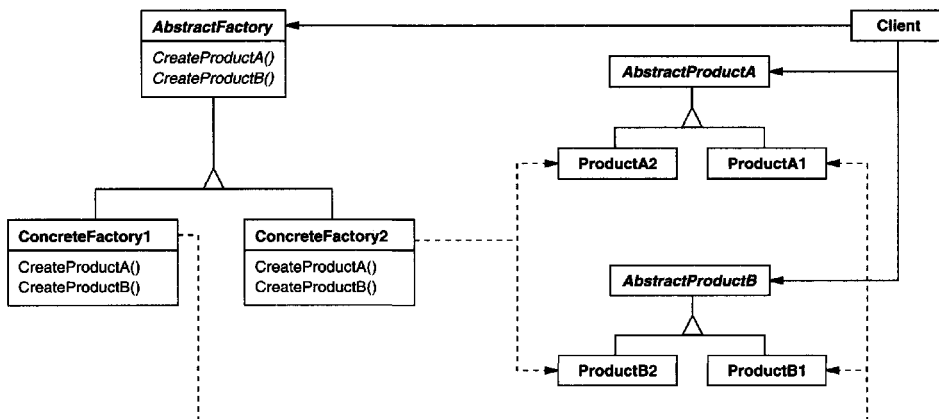 AbstractFactory
CreateProductA()
CreateProductB()
Client
AbstractProductA
ProductA2
ProductA1
ConcreteFactory1
CreateProductA()
CreateProductB()
ConcreteFactory2
CreateProductA()
CreateProductB()
AbstractProductB
ProductB2
ProductB1